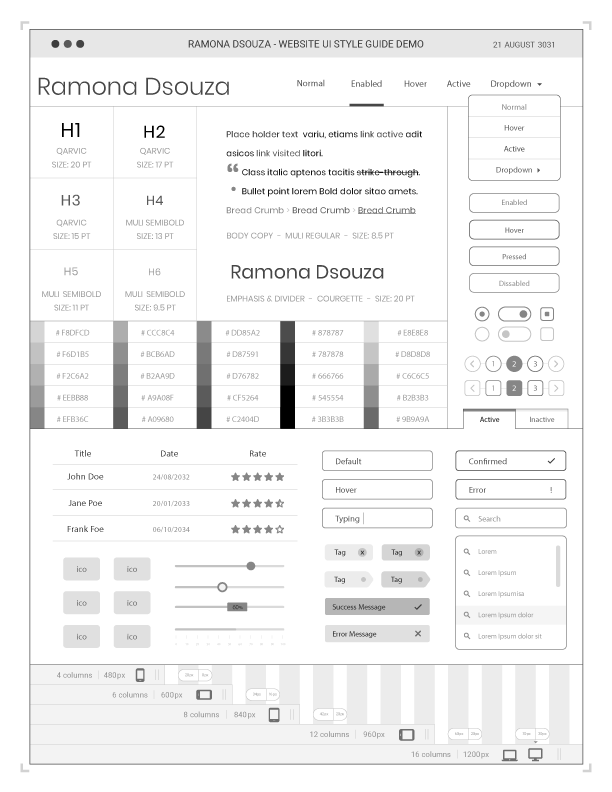 RAMONA DSOUZA - WEBSITE UI STYLE GUIDE DEMO
21 AUGUST 3031
Ramona Dsouza
Normal Enabled Hover Active Dropdown
Normal
Hover
Active
Dropdown
H1
QARVIC
SIZE: 20 PT
H2
QARVIC
SIZE: 17 PT
H3
QARVIC
SIZE: 15 PT
H4
MULI SEMIBOLD
SIZE: 13 PT
H5
MULI SEMIBOLD
SIZE: 11 PT
H6
MULI SEMIBOLD
SIZE: 8.5 PT
Place holder text variu, etiams link active adit
asicos link visited litori.
“ Class italic aptenos tacitis strike-through.
• Bullet point lorem Bold dolor sitao amets.
Bread Crumb › Bread Crumb › Bread Crumb
BODY COPY - MULI REGULAR - SIZE: 8.5 PT
Ramona Dsouza
EMPHASIS & DIVIDER - COURGETTE - SIZE: 20 PT
Enabled
Hover
Pressed
Dissabled
1 2 3
1 2 3
Active Inactive
# F8DFCD # CCC8C4 # DD85A2 # 878787 # E8E8E8
# F6D1B5 # BCB6AD # D87591 # 787878 # D8D8D8
# F2C6A2 # B2AA9D # D76782 # 666766 # C6C6C5
# EEBB88 # A9A08F # CF5264 # 545554 # B2B3B3
# EFB36C # A09680 # C2404D # 3B3B3B # 9B9A9A
Title Date Rate
John Doe 24/08/2032
Jane Poe 20/01/2033
Frank Foe 06/10/2034
ico ico
ico ico
ico ico
60%
Default
Hover
Typing
Tag x Tag x
Tag Tag
Success Message
Error Message
Confirmed
Error !
Search
Lorem
Lorem Ipsum
Lorem ipsumisa
Lorem ipsum dolor
Lorem ipsum dolor sit
4 columns 480px
6 columns 600px
8 columns 840px
12 columns 960px
16 columns 1200px